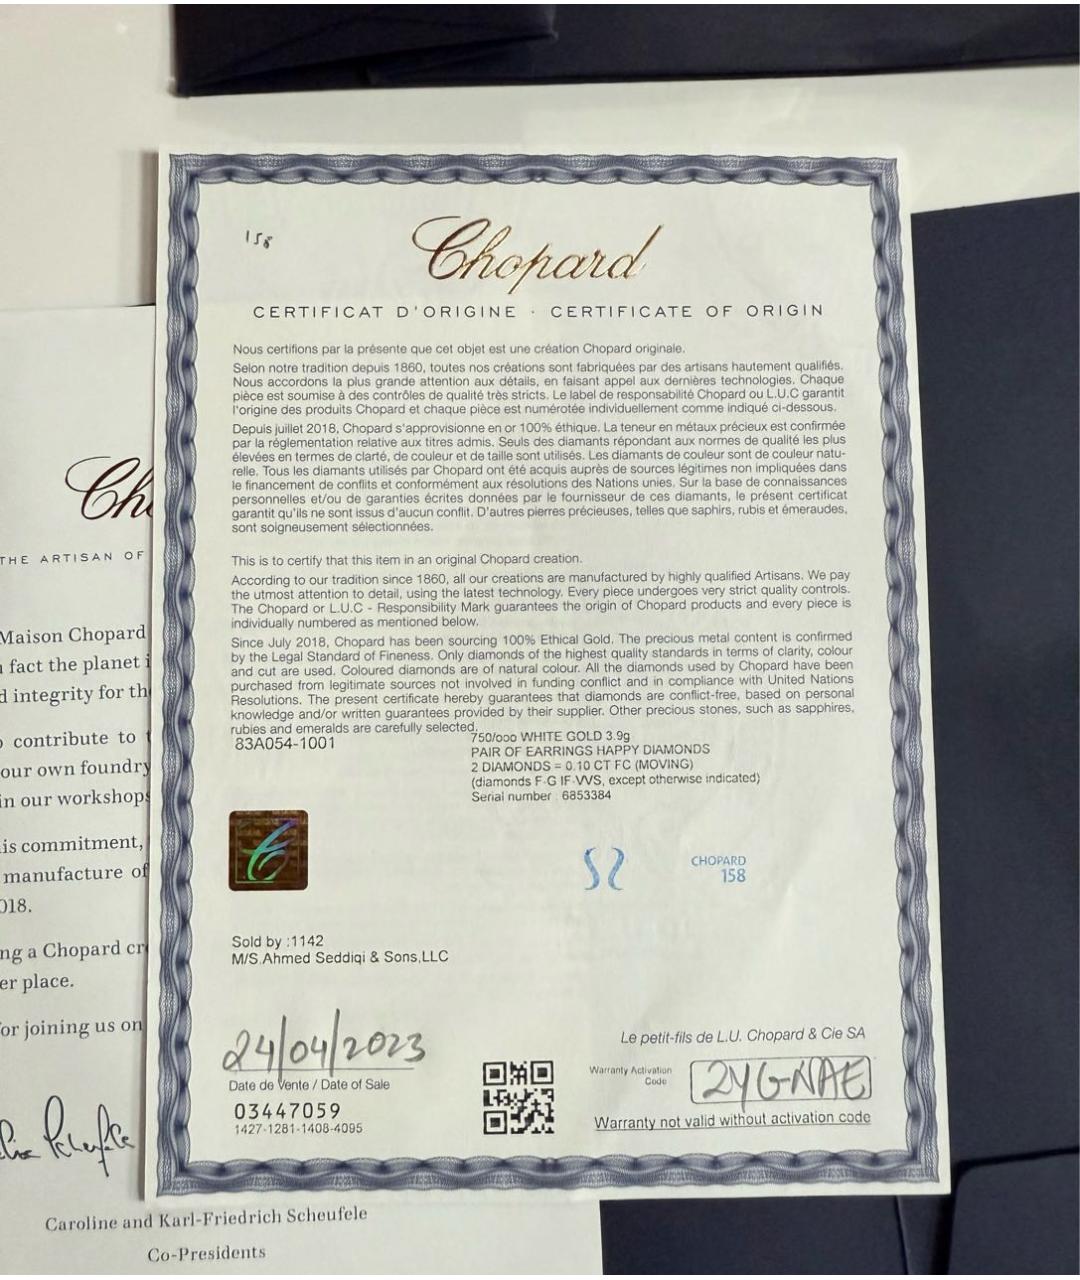 158
Chopard
CERTIFICAT D'ORIGINE · CERTIFICATE OF ORIGIN
Nous certifions par la présente que cet objet est une création Chopard originale.
Selon notre tradition depuis 1860, toutes nos créations sont fabriquées par des artisans hautement qualifiés.
Nous accordons la plus grande attention aux détails, en faisant appel aux dernières technologies. Chaque
pièce est soumise à des contrôles de qualité très stricts. Le label de responsabilité Chopard ou L.U.C garantit
l'origine des produits Chopard et chaque pièce est numérotée individuellement comme indiqué ci-dessous.
Depuis juillet 2018, Chopard s'approvisionne en or 100% éthique. La teneur en métaux précieux est confirmée
par la réglementation relative aux titres admis. Seuls des diamants répondant aux normes de qualité les plus
élevées en termes de clarté, de couleur et de taille sont utilisés. Les diamants de couleur sont de couleur natu-
relle. Tous les diamants utilisés par Chopard ont été acquis auprès de sources légitimes non impliquées dans
le financement de conflits et conformément aux résolutions des Nations unies. Sur la base de connaissances
personnelles et/ou de garanties écrites données par le fournisseur de ces diamants, le présent certificat
garantit qu'ils ne sont issus d'aucun conflit. D'autres pierres précieuses, telles que saphirs, rubis et émeraudes,
sont soigneusement sélectionnées.
This is to certify that this item in an original Chopard creation.
According to our tradition since 1860, all our creations are manufactured by highly qualified Artisans. We pay
the utmost attention to detail, using the latest technology. Every piece undergoes very strict quality controls.
The Chopard or L.U.C - Responsibility Mark guarantees the origin of Chopard products and every piece is
individually numbered as mentioned below.
Since July 2018, Chopard has been sourcing 100% Ethical Gold. The precious metal content is confirmed
by the Legal Standard of Fineness. Only diamonds of the highest quality standards in terms of clarity, colour
and cut are used. Coloured diamonds are of natural colour. All the diamonds used by Chopard have been
purchased from legitimate sources not involved in funding conflict and in compliance with United Nations
Resolutions. The present certificate hereby guarantees that diamonds are conflict-free, based on personal
knowledge and/or written guarantees provided by their supplier. Other precious stones, such as sapphires,
rubies and emeralds are carefully selected.
83A054-1001
750/000 WHITE GOLD 3.9g
PAIR OF EARRINGS HAPPY DIAMONDS
2 DIAMONDS = 0.10 CT FC (MOVING)
(diamonds F-G IF-VVS, except otherwise indicated)
Serial number : 6853384
CHOPARD
158
Sold by :1142
M/S.Ahmed Seddiqi & Sons,LLC
24/04/2023
Date de Vente / Date of Sale
03447059
1427-1281-1408-4095
Le petit-fils de L.U. Chopard & Cie SA
Warranty Activation
Code
2YGNAE
Warranty not valid without activation code
Cho
THE ARTISAN OF
Maison Chopard
fact the planet i
d integrity for th
contribute to
our own foundry
in our workshops
is commitment,
manufacture of
018.
ng a Chopard cr
er place.
or joining us on
Caroline and Karl-Friedrich Scheufele
Co-Presidents